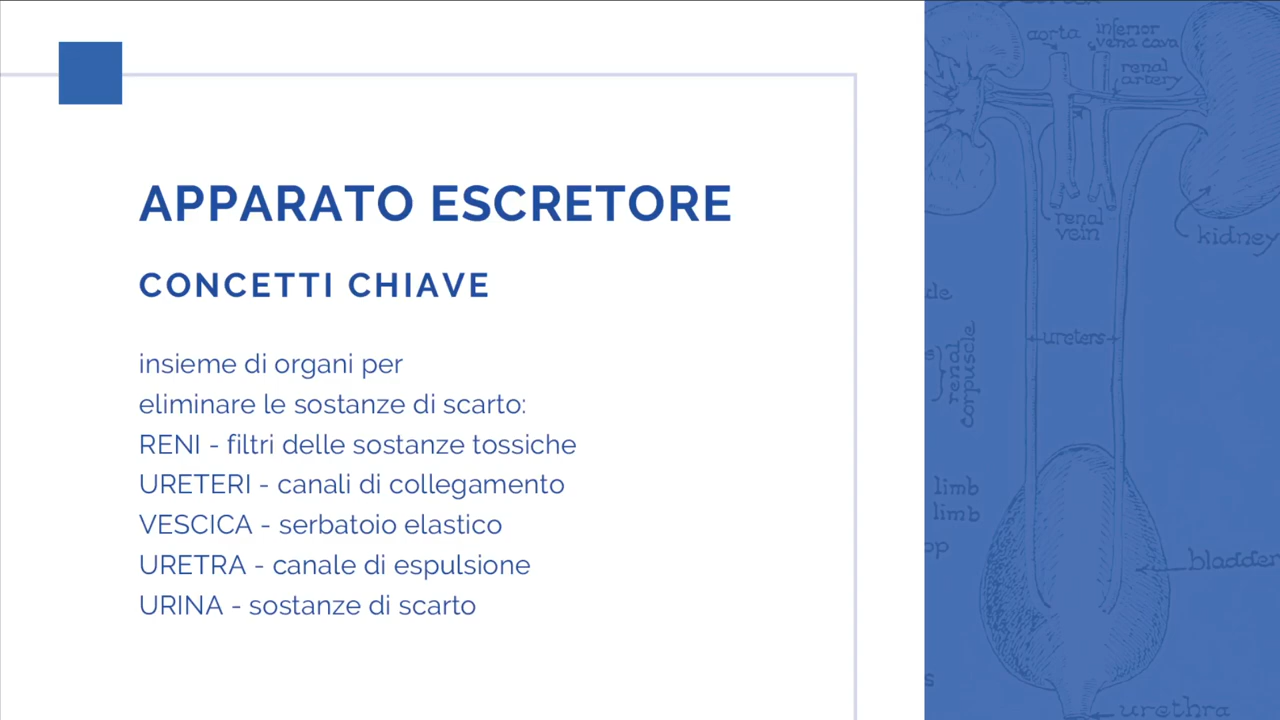 APPARATO ESCRETORE
CONCETTI CHIAVE
insieme di organi per
eliminare le sostanze di scarto:
RENI - filtri delle sostanze tossiche
URETERI - canali di collegamento
VESCICA - serbatoio elastico
URETRA - canale di espulsione
URINA - sostanze di scarto
aorta
inferior
vena cava
renal
artery
renal
vein
kidney
ureters
renal
corpuscle
limb
limb
bladder
urethra